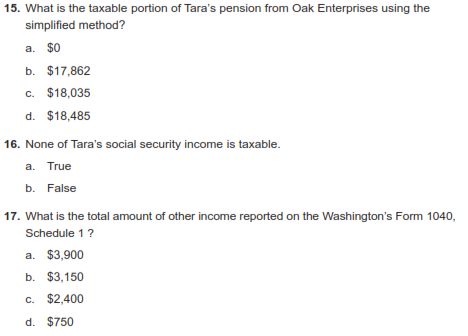 15. What is the taxable portion of Tara's pension from Oak Enterprises using the
simplified method?
a. $0
b. $17,862
c. $18,035
d. $18,485
16. None of Tara's social security income is taxable.
a. True
b. False
17. What is the total amount of other income reported on the Washington's Form 1040,
Schedule 1 ?
a. $3,900
b. $3,150
c. $2,400
d. $750